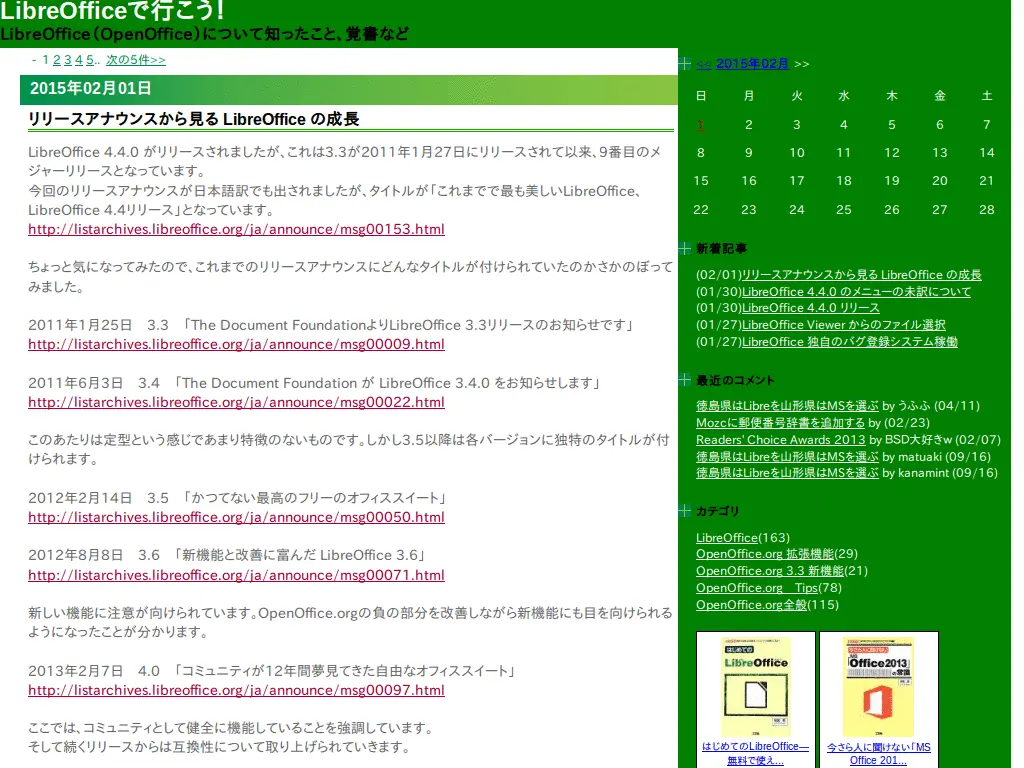 LibreOfficeで行こう!
LibreOffice(OpenOffice)について知ったこと、覚書など
- 1 2 3 4 5.. 次の5件>>
2015年02月01日
リリースアナウンスから見る LibreOffice の成長
LibreOffice 4.4.0 がリリースされましたが、これは3.3が2011年1月27日にリリースされて以来、9番目のメ
ジャーリリースとなっています。
今回のリリースアナウンスが日本語訳でも出されましたが、タイトルが「これまでで最も美しいLibreOffice、
LibreOffice 4.4リリース」となっています。
http://listarchives.libreoffice.org/ja/announce/msg00153.html
ちょっと気になってみたので、これまでのリリースアナウンスにどんなタイトルが付けられていたのかさかのぼって
みました。
2011年1月25日 3.3 「The Document FoundationよりLibreOffice 3.3リリースのお知らせです」
http://listarchives.libreoffice.org/ja/announce/msg00009.html
2011年6月3日 3.4 「The Document Foundation が LibreOffice 3.4.0 をお知らせします」
http://listarchives.libreoffice.org/ja/announce/msg00022.html
このあたりは定型という感じであまり特徴のないものです。しかし3.5以降は各バージョンに独特のタイトルが付
けられます。
2012年2月14日 3.5 「かつてない最高のフリーのオフィススイート」
http://listarchives.libreoffice.org/ja/announce/msg00050.html
2012年8月8日 3.6 「新機能と改善に富んだ LibreOffice 3.6」
http://listarchives.libreoffice.org/ja/announce/msg00071.html
新しい機能に注意が向けられています。OpenOffice.orgの負の部分を改善しながら新機能にも目を向けられる
ようになったことが分かります。
2013年2月7日 4.0 「コミュニティが12年間夢見てきた自由なオフィススイート」
http://listarchives.libreoffice.org/ja/announce/msg00097.html
ここでは、コミュニティとして健全に機能していることを強調しています。
そして続くリリースからは互換性について取り上げられていきます。
<< 2015年02月 >>
日 月 火 水 木 金 土
1 2 3 4 5 6 7
8 9 10 11 12 13 14
15 16 17 18 19 20 21
22 23 24 25 26 27 28
新着記事
(02/01)リリースアナウンスから見る LibreOffice の成長
(01/30)LibreOffice 4.4.0 のメニューの未訳について
(01/30)LibreOffice 4.4.0 リリース
(01/27)LibreOffice Viewer からのファイル選択
(01/27)LibreOffice 独自のバグ登録システム稼働
最近のコメント
徳島県はLibreを山形県はMSを選ぶ by うふふ (04/11)
Mozcに郵便番号辞書を追加する by (02/23)
Readers' Choice Awards 2013 by BSD大好きw (02/07)
徳島県はLibreを山形県はMSを選ぶ by matuaki (09/16)
徳島県はLibreを山形県はMSを選ぶ by kanamint (09/16)
カテゴリ
LibreOffice(163)
OpenOffice.org 拡張機能(29)
OpenOffice.org 3.3 新機能(21)
OpenOffice.org Tips(78)
OpenOffice.org全般(115)
はじめての
LibreOffice
はじめてのLibreOffice―
無料で使え...
今さら人に聞けない
MS
Office2013
の常識
今さら人に聞けない「MS
Office 201...